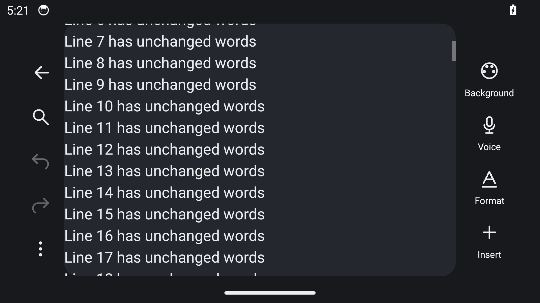 5:21
Line 7 has unchanged words
Line 8 has unchanged words
Line 9 has unchanged words
Line 10 has unchanged words
Line 11 has unchanged words
Line 12 has unchanged words
Line 13 has unchanged words
Line 14 has unchanged words
Line 15 has unchanged words
Line 16 has unchanged words
Line 17 has unchanged words
Background
Voice
Format
Insert